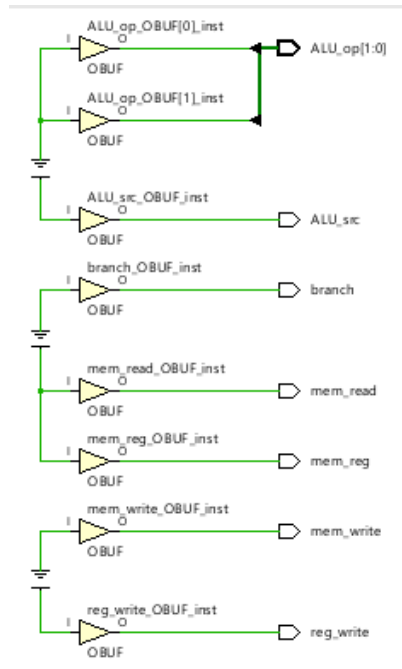 ALU_op_OBUF[0]_inst
I
O
OBUF
ALU_op[1:0]
ALU_op_OBUF[1]_inst
I
O
OBUF
ALU_src_OBUF_inst
I
O
OBUF
ALU_src
branch_OBUF_inst
I
O
OBUF
branch
mem_read_OBUF_inst
I
O
OBUF
mem_read
mem_reg_OBUF_inst
I
O
OBUF
mem_reg
mem_write_OBUF_inst
I
O
OBUF
mem_write
reg_write_OBUF_inst
I
O
OBUF
reg_write